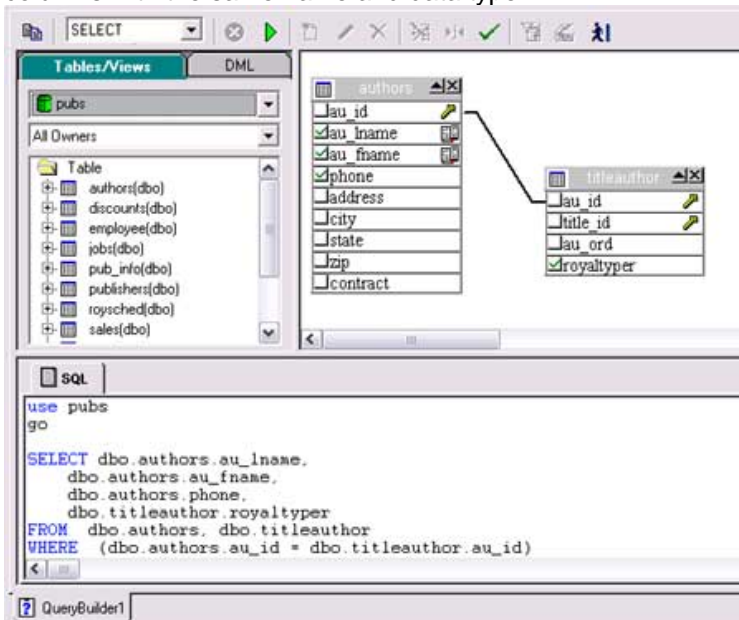 columns with the same name and data type
SELECT
Tables/Views DML
pubs
All Owners
Table
authors(dbo)
discounts(dbo)
employee(dbo)
jobs(dbo)
pub_info(dbo)
publishers(dbo)
roysched(dbo)
sales(dbo)
authors
au_id
au_lname
au_fname
phone
address
city
state
zip
contract
titleauthor
au_id
title_id
au_ord
royaltyper
SQL
use pubs
go
SELECT dbo.authors.au_lname,
dbo.authors.au_fname,
dbo.authors.phone,
dbo.titleauthor.royaltyper
FROM dbo.authors, dbo.titleauthor
WHERE (dbo.authors.au_id = dbo.titleauthor.au_id)
QueryBuilder1